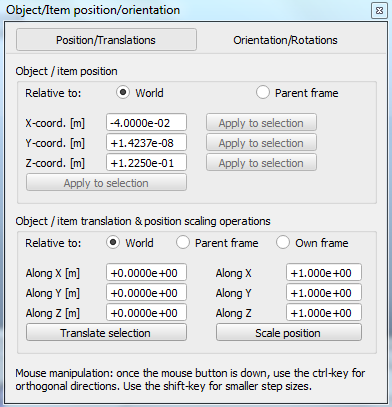 Object/Item position/orientation
Position/Translations Orientation/Rotations
Object / item position
Relative to: World Parent frame
X-coord. [m] -4.0000e-02 Apply to selection
Y-coord. [m] +1.4237e-08 Apply to selection
Z-coord. [m] +1.2250e-01 Apply to selection
Apply to selection
Object / item translation & position scaling operations
Relative to: World Parent frame Own frame
Along X [m] +0.0000e+00 Along X +1.000e+00
Along Y [m] +0.0000e+00 Along Y +1.000e+00
Along Z [m] +0.0000e+00 Along Z +1.000e+00
Translate selection Scale position
Mouse manipulation: once the mouse button is down, use the ctrl-key for
orthogonal directions. Use the shift-key for smaller step sizes.